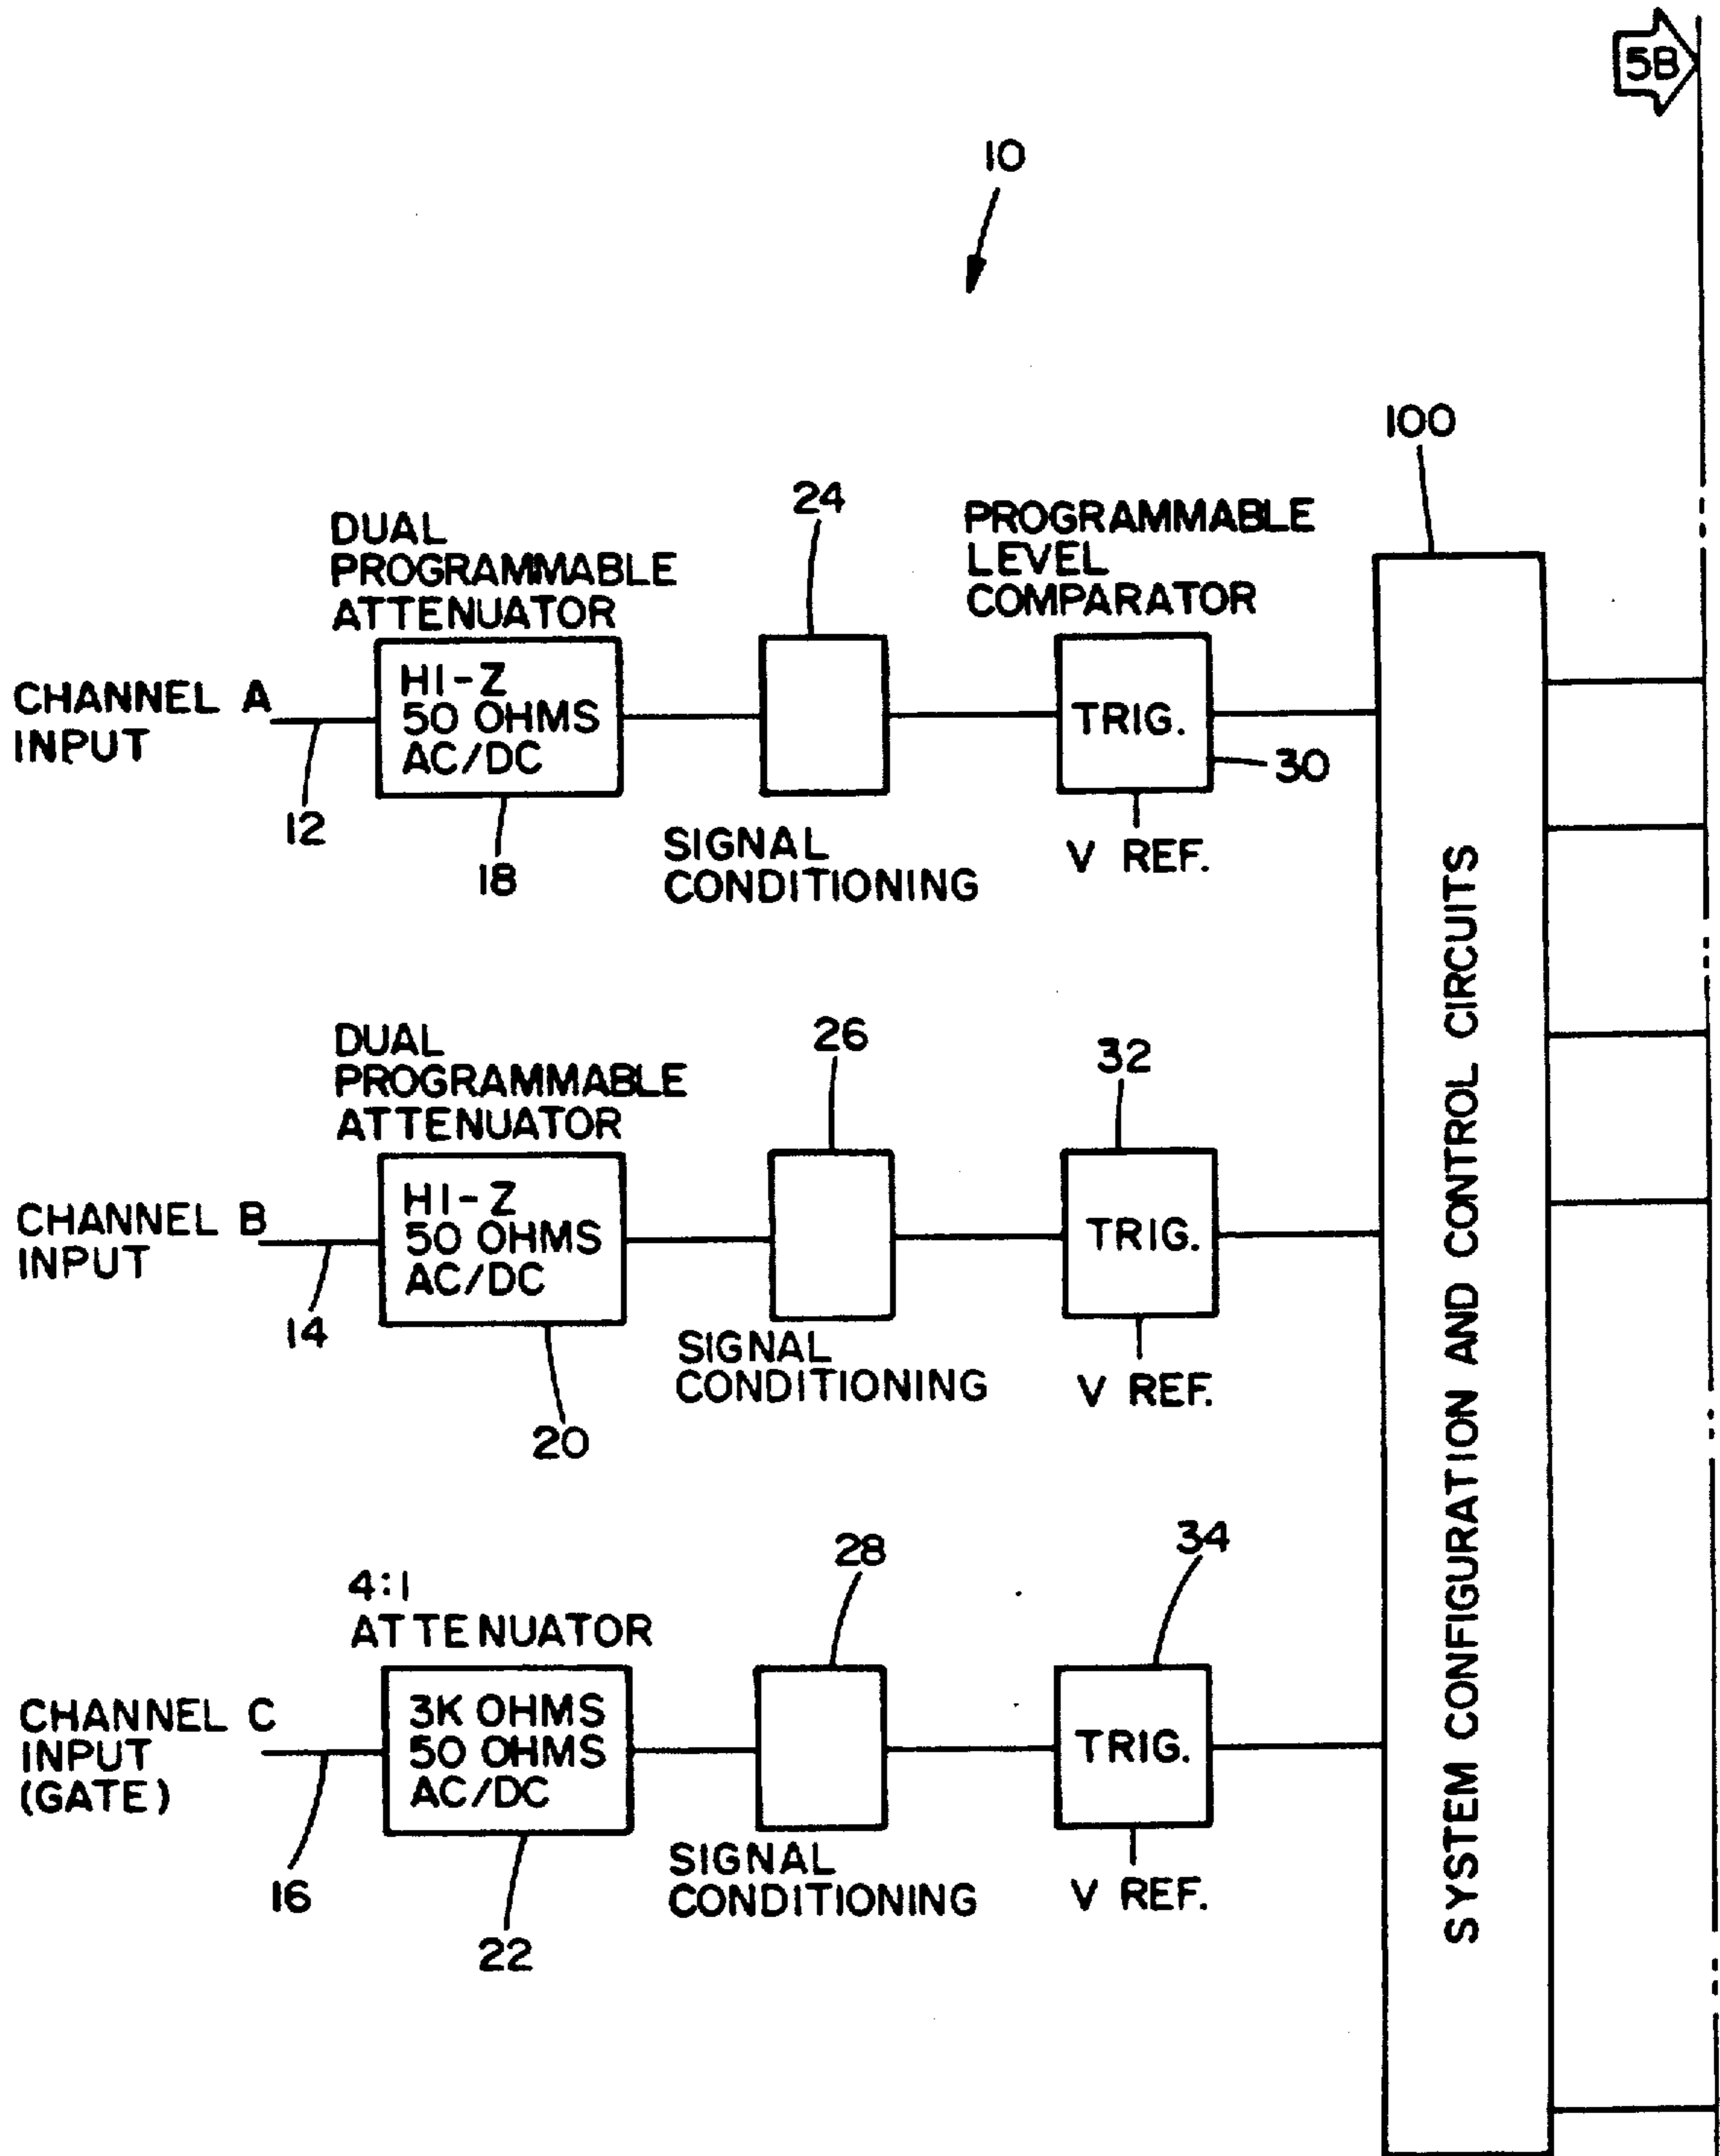 5B
10
100
DUAL
PROGRAMMABLE
ATTENUATOR
24
PROGRAMMABLE
LEVEL
COMPARATOR
CHANNEL A
INPUT
12
HI-Z
50 OHMS
AC/DC
18
SIGNAL
CONDITIONING
TRIG.
30
V REF.
SYSTEM CONFIGURATION AND CONTROL CIRCUITS
DUAL
PROGRAMMABLE
ATTENUATOR
26
32
CHANNEL B
INPUT
14
HI-Z
50 OHMS
AC/DC
20
SIGNAL
CONDITIONING
TRIG.
V REF.
4:1
ATTENUATOR
28
34
CHANNEL C
INPUT
(GATE)
16
3K OHMS
50 OHMS
AC/DC
22
SIGNAL
CONDITIONING
TRIG.
V REF.